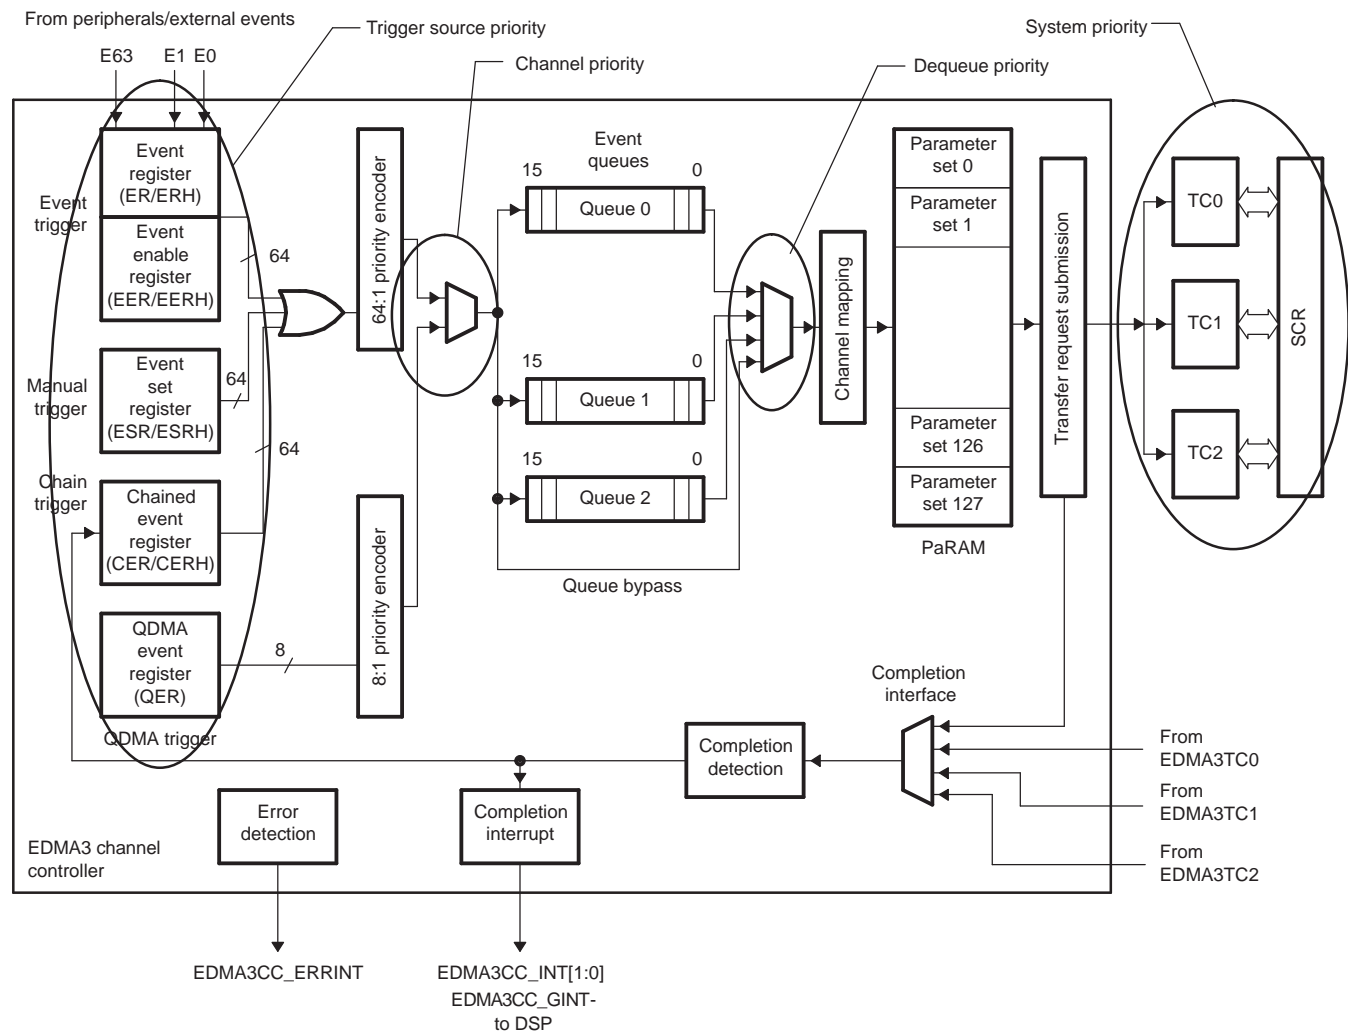 From peripherals/external events
Trigger source priority
System priority
E63
E1
E0
Channel priority
Dequeue priority
Event
trigger
Event
register
(ER/ERH)
Event
enable
register
(EER/EERH)
64
Manual
trigger
Event
set
register
(ESR/ESRH)
64
64
Chain
trigger
Chained
event
register
(CER/CERH)
QDMA
event
register
(QER)
8
QDMA trigger
64:1 priority encoder
8:1 priority encoder
Event
queues
15
0
Queue 0
15
0
Queue 1
15
0
Queue 2
Queue bypass
Channel mapping
Parameter
set 0
Parameter
set 1
Parameter
set 126
Parameter
set 127
PaRAM
Transfer request submission
TC0
TC1
TC2
SCR
Completion
interface
Completion
detection
From
EDMA3TC0
From
EDMA3TC1
From
EDMA3TC2
Error
detection
Completion
interrupt
EDMA3 channel
controller
EDMA3CC_ERRINT
EDMA3CC_INT[1:0]
EDMA3CC_GINT-
to DSP